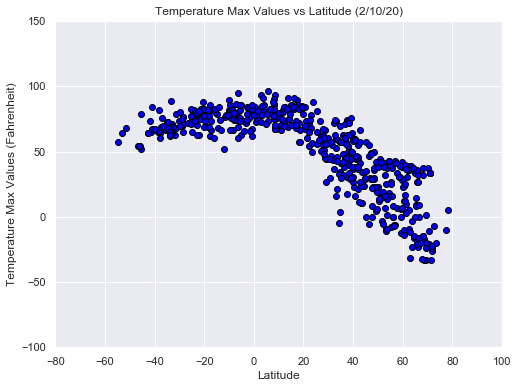 Temperature Max Values vs Latitude (2/10/20)
150
100
50
0
−50
−100
Temperature Max Values (Fahrenheit)
−80 −60 −40 −20 0 20 40 60 80 100
Latitude